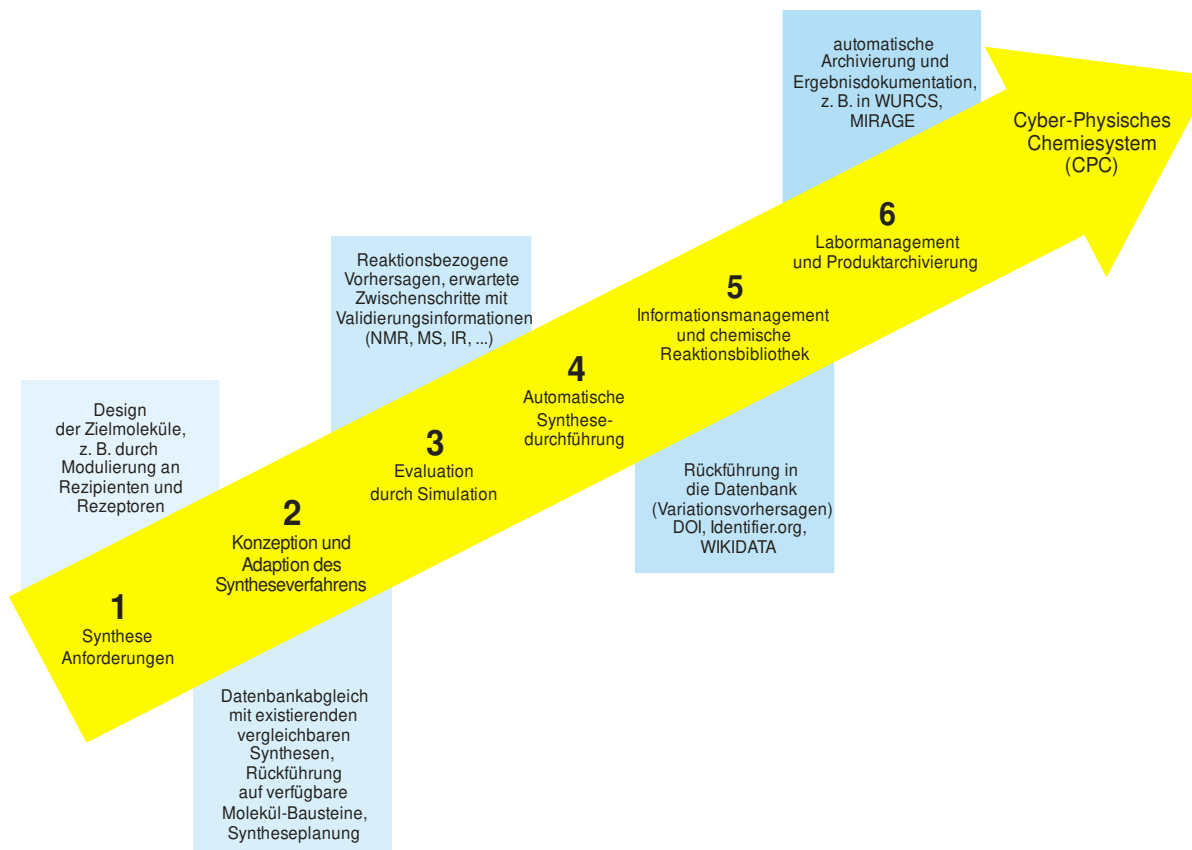 automatische
Archivierung und
Ergebnisdokumentation,
z. B. in WURCS,
MIRAGE
Cyber-Physisches
Chemiesystem
(CPC)
6
Labormanagement
und Produktarchivierung
Reaktionsbezogene
Vorhersagen, erwartete
Zwischenschritte mit
Validierungsinformationen
(NMR, MS, IR, ...)
5
Informationsmanagement
und chemische
Reaktionsbibliothek
4
Automatische
Synthese-
durchführung
Design
der Zielmoleküle,
z. B. durch
Modulierung an
Rezipienten und
Rezeptoren
3
Evaluation
durch Simulation
Rückführung in
die Datenbank
(Variationsvorhersagen)
DOI, Identifier.org,
WIKIDATA
2
Konzeption und
Adaption des
Syntheseverfahrens
1
Synthese
Anforderungen
Datenbankabgleich
mit existierenden
vergleichbaren
Synthesen,
Rückführung
auf verfügbare
Molekül-Bausteine,
Syntheseplanung